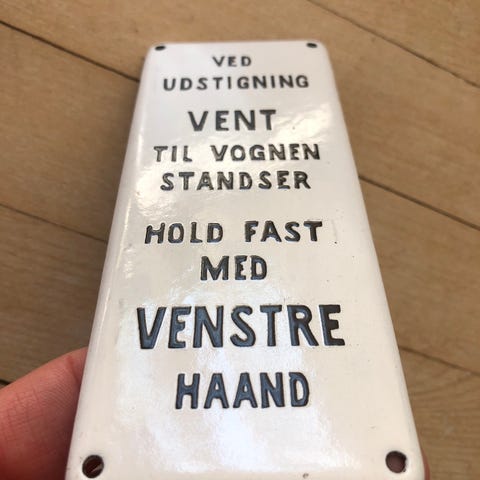 VED
UDSTIGNING
VENT
TIL VOGNEN
STANDSER
HOLD FAST
MED
VENSTRE
HAAND